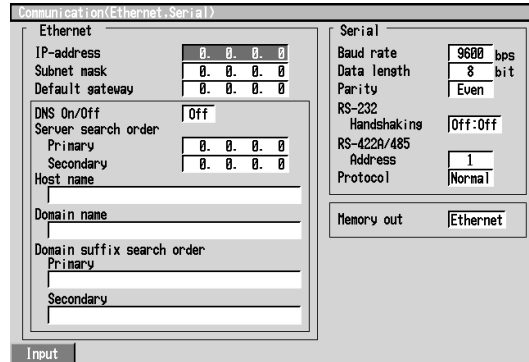 Communication(Ethernet,Serial)
Ethernet
IP-address 0. 0. 0. 0
Subnet mask 0. 0. 0. 0
Default gateway 0. 0. 0. 0
DNS On/Off Off
Server search order
Primary 0. 0. 0. 0
Secondary 0. 0. 0. 0
Host name
Domain name
Domain suffix search order
Primary
Secondary
Serial
Baud rate 9600 bps
Data length 8 bit
Parity Even
RS-232
Handshaking Off:Off
RS-422A/485
Address 1
Protocol Normal
Memory out Ethernet
Input